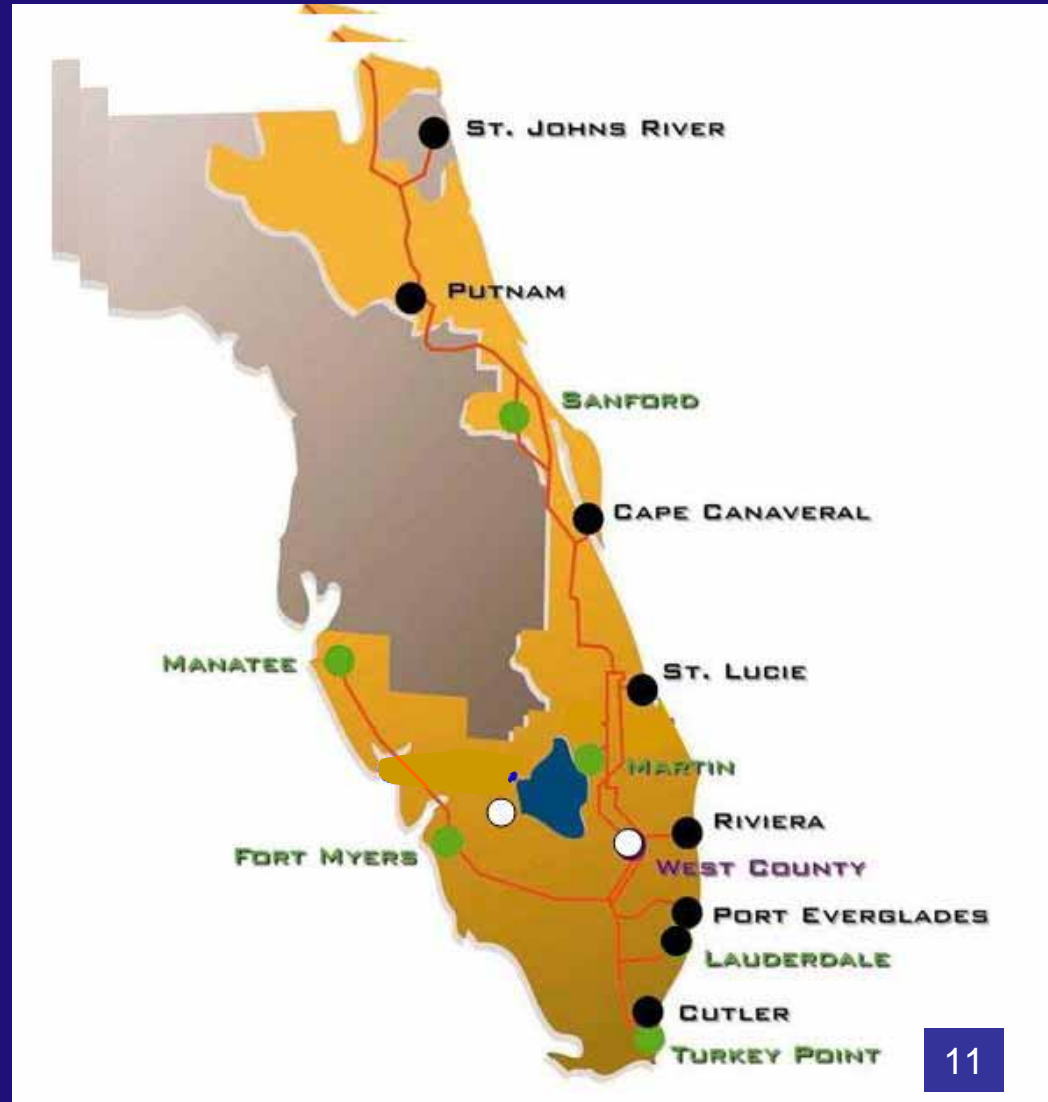 ST. JOHNS RIVER
PUTNAM
SANFORD
CAPE CANAVERAL
MANATEE
ST. LUCIE
MARTIN
RIVIERA
FORT MYERS
WEST COUNTY
PORT EVERGLADES
LAUDERDALE
CUTLER
TURKEY POINT
11